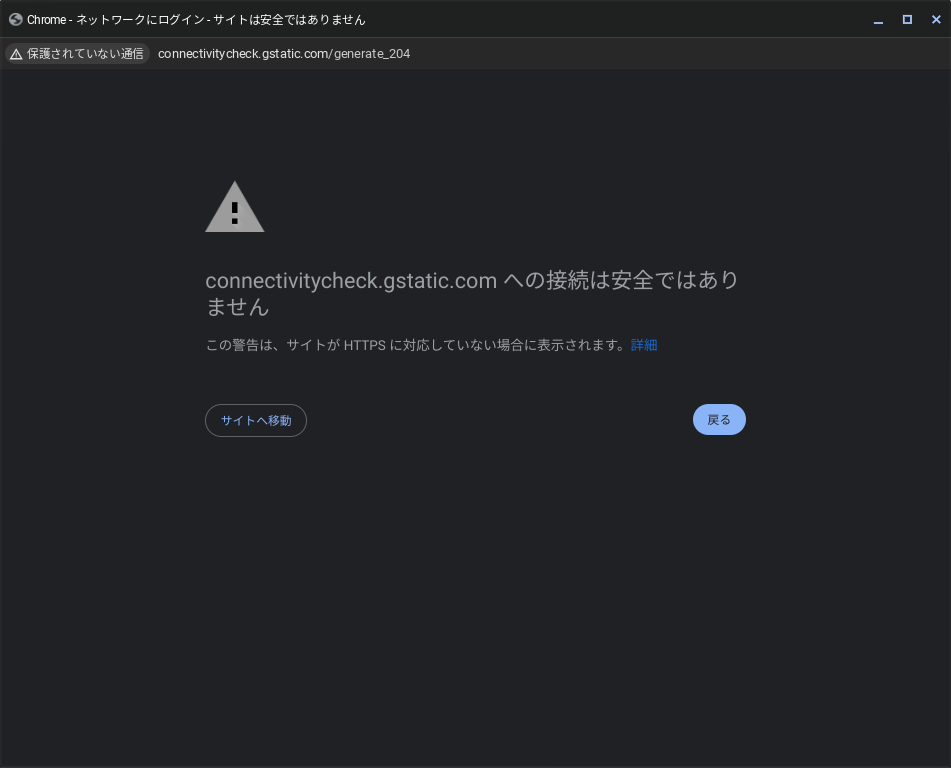 Chrome - ネットワークにログイン - サイトは安全ではありません
保護されていない通信 connectivitycheck.gstatic.com/generate_204
connectivitycheck.gstatic.com への接続は安全ではあり
ません
この警告は、サイトが HTTPS に対応していない場合に表示されます。詳細
サイトへ移動 戻る